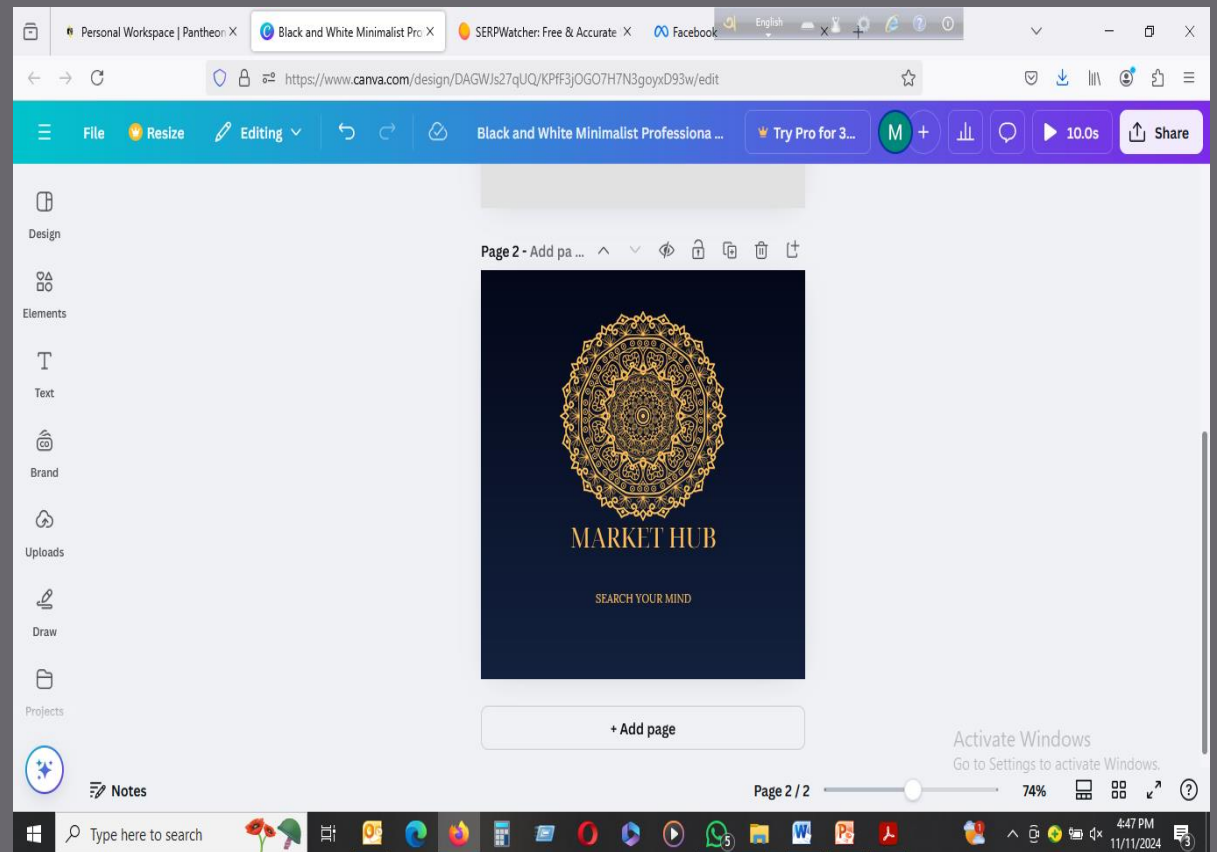 Personal Workspace | Pantheon
Black and White Minimalist Pro
SERPWatcher: Free & Accurate
Facebook
English
https://www.canva.com/design/DAGWJs27qUQ/KPfF3jOGO7H7N3goyxD93w/edit
File
Resize
Editing
Black and White Minimalist Professiona ...
Try Pro for 3...
M
10.0s
Share
Design
Elements
Text
Brand
Uploads
Draw
Projects
Page 2 - Add pa ...
MARKET HUB
SEARCH YOUR MIND
+ Add page
Activate Windows
Go to Settings to activate Windows.
Notes
Page 2 / 2
74%
Type here to search
5
4:47 PM
11/11/2024
3